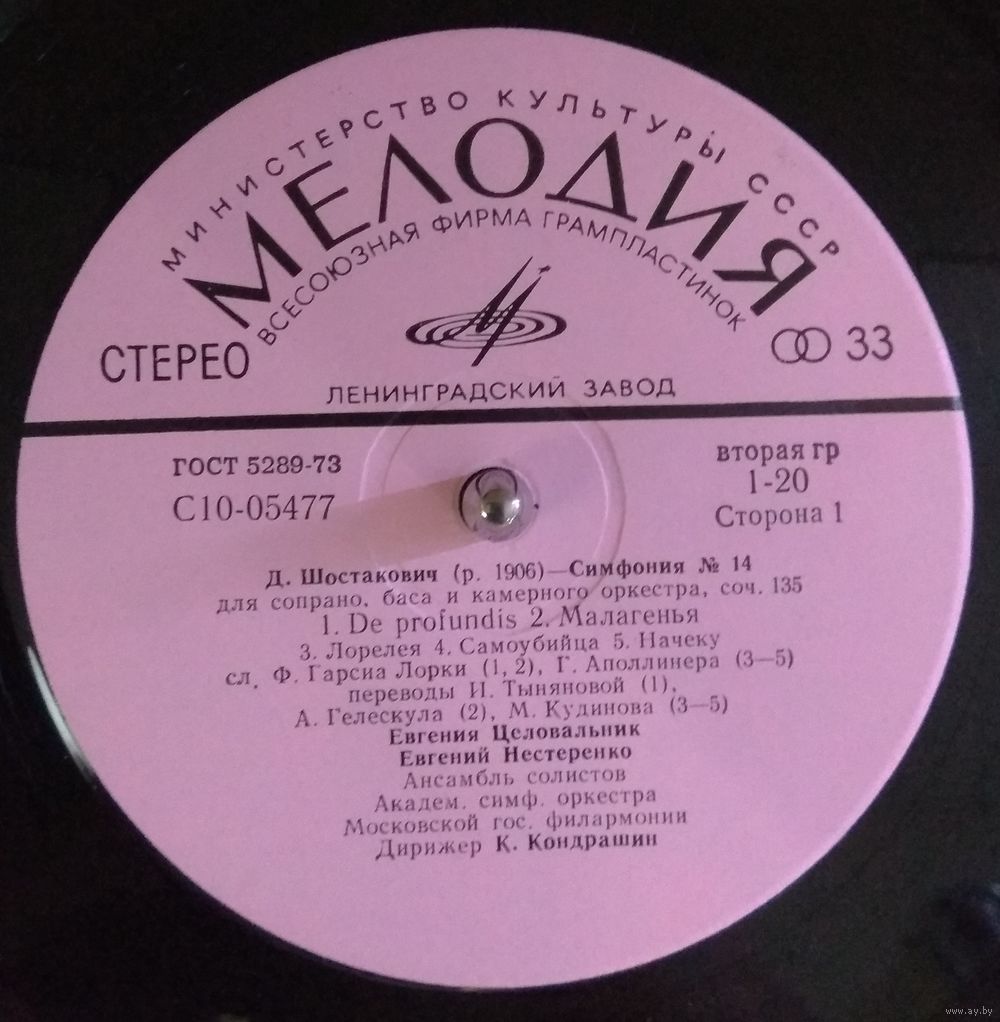 МИНИСТЕРСТВО КУЛЬТУРЫ СССР
МЕЛОДИЯ
ВСЕСОЮЗНАЯ ФИРМА ГРАМПЛАСТИНОК
СТЕРЕО
33
ЛЕНИНГРАДСКИЙ ЗАВОД
ГОСТ 5289-73
С10-05477
вторая гр
1-20
Сторона 1
Д. Шостакович (р. 1906)—Симфония № 14
для сопрано, баса и камерного оркестра, соч. 135
1. De profundis 2. Малагенья
3. Лорелея 4. Самоубийца 5. Начеку
сл. Ф. Гарсиа Лорки (1, 2), Г. Аполлинера (3—5)
переводы И. Тыняновой (1),
А. Гелескула (2), М. Кудинова (3—5)
Евгения Целовальник
Евгений Нестеренко
Ансамбль солистов
Академ. симф. оркестра
Московской гос. филармонии
Дирижер К. Кондрашин
www.ay.by